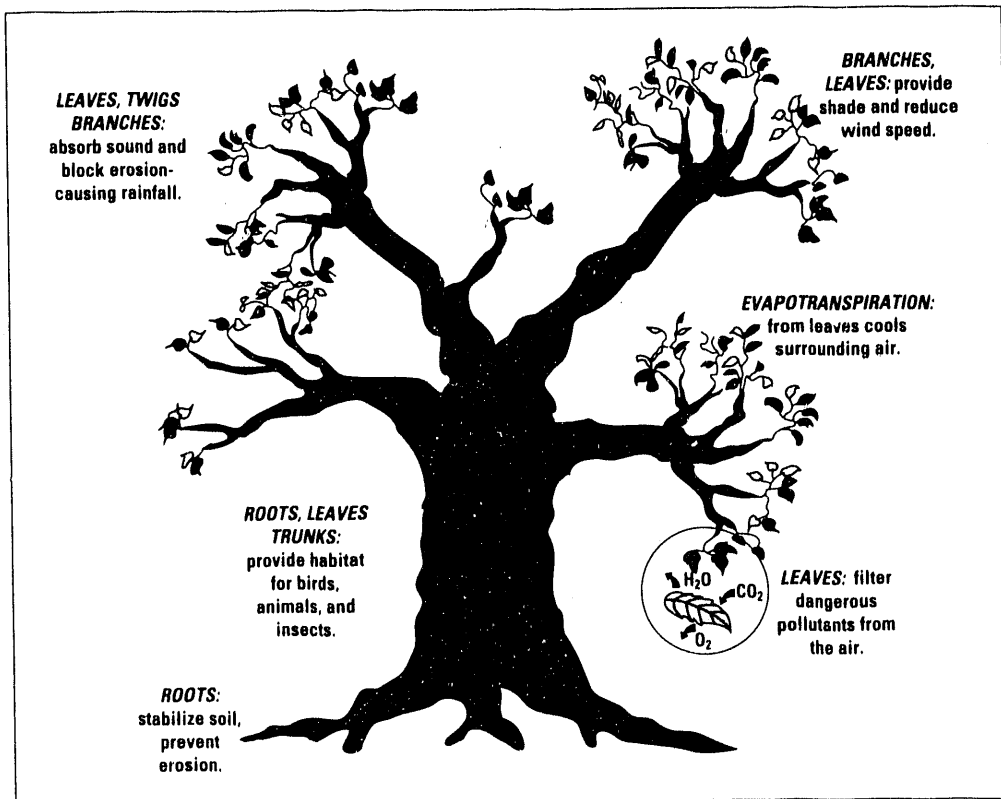 LEAVES, TWIGS
BRANCHES:
absorb sound and
block erosion-
causing rainfall.
BRANCHES,
LEAVES: provide
shade and reduce
wind speed.
EVAPOTRANSPIRATION:
from leaves cools
surrounding air.
ROOTS, LEAVES
TRUNKS:
provide habitat
for birds,
animals, and
insects.
H₂O
CO₂
O₂
LEAVES: filter
dangerous
pollutants from
the air.
ROOTS:
stabilize soil,
prevent
erosion.